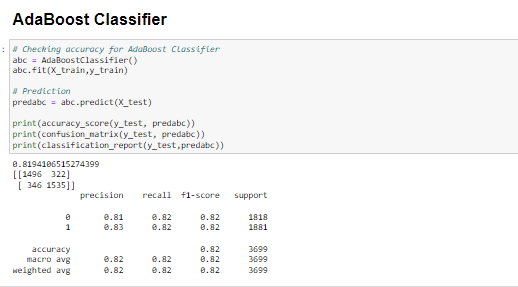 AdaBoost Classifier
: # Checking accuracy for AdaBoost Classifier
abc = AdaBoostClassifier()
abc.fit(X_train,y_train)
# Prediction
predabc = abc.predict(X_test)
print(accuracy_score(y_test, predabc))
print(confusion_matrix(y_test, predabc))
print(classification_report(y_test,predabc))
0.8194106515274399
[[1496 322]
[ 346 1535]]
precision recall f1-score support
0 0.81 0.82 0.82 1818
1 0.83 0.82 0.82 1881
accuracy 0.82 3699
macro avg 0.82 0.82 0.82 3699
weighted avg 0.82 0.82 0.82 3699